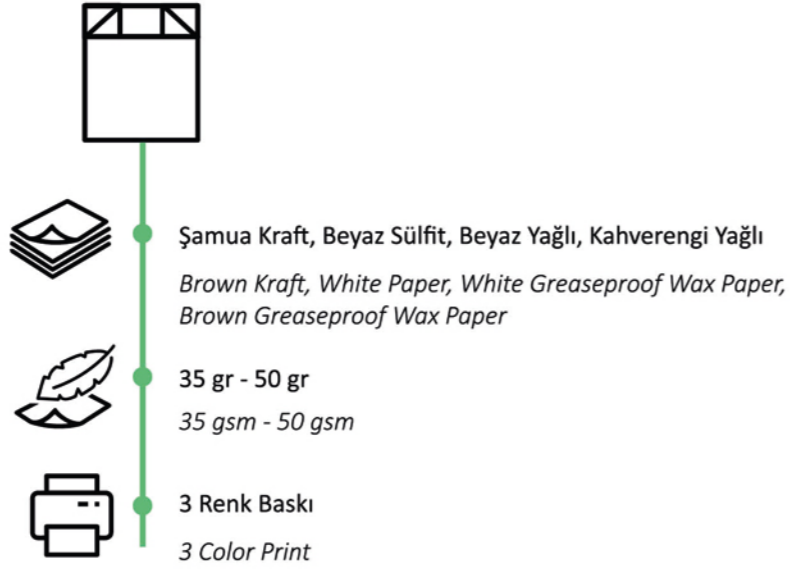 Şamua Kraft, Beyaz Sülfit, Beyaz Yağlı, Kahverengi Yağlı
Brown Kraft, White Paper, White Greaseproof Wax Paper,
Brown Greaseproof Wax Paper
35 gr - 50 gr
35 gsm - 50 gsm
3 Renk Baskı
3 Color Print